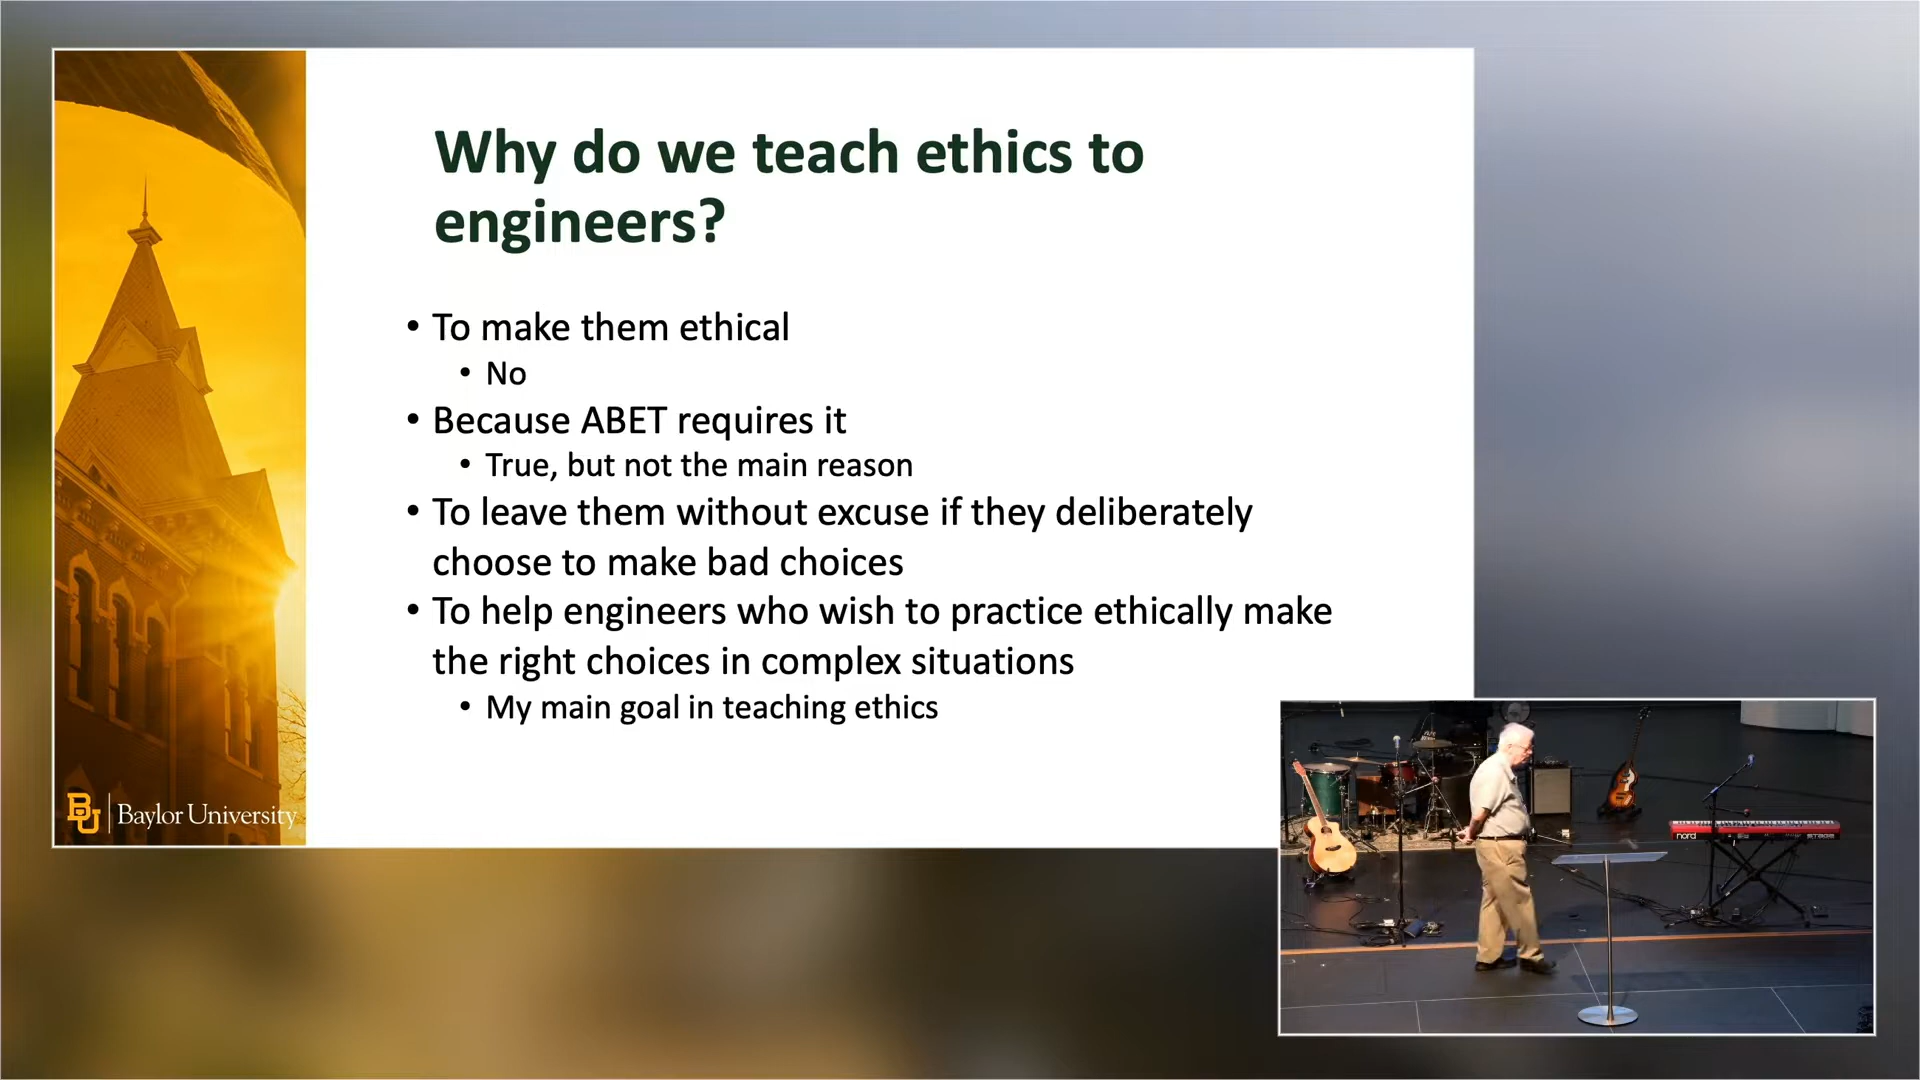 Why do we teach ethics to
engineers?
• To make them ethical
• No
• Because ABET requires it
• True, but not the main reason
• To leave them without excuse if they deliberately
choose to make bad choices
• To help engineers who wish to practice ethically make
the right choices in complex situations
• My main goal in teaching ethics
BU | Baylor University
nord
STAGE